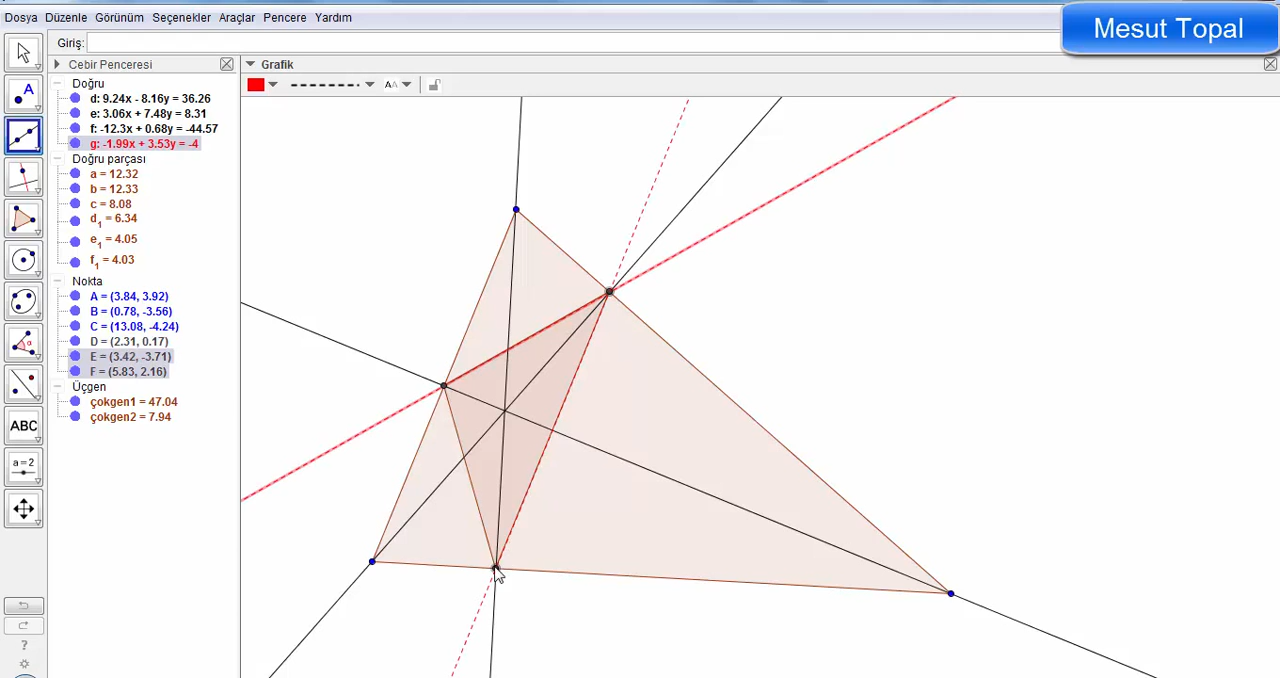 Dosya Düzenle Görünüm Seçenekler Araçlar Pencere Yardım
Mesut Topal
Giriş:
Cebir Penceresi
Grafik
Doğru
d: 9.24x - 8.16y = 36.26
e: 3.06x + 7.48y = 8.31
f: -12.3x + 0.68y = -44.57
g: -1.99x + 3.53y = -4
Doğru parçası
a = 12.32
b = 12.33
c = 8.08
d1 = 6.34
e1 = 4.05
f1 = 4.03
Nokta
A = (3.84, 3.92)
B = (0.78, -3.56)
C = (13.08, -4.24)
D = (2.31, 0.17)
E = (3.42, -3.71)
F = (5.83, 2.16)
Üçgen
çokgen1 = 47.04
çokgen2 = 7.94
A
α
ABC
a=2
?
AA